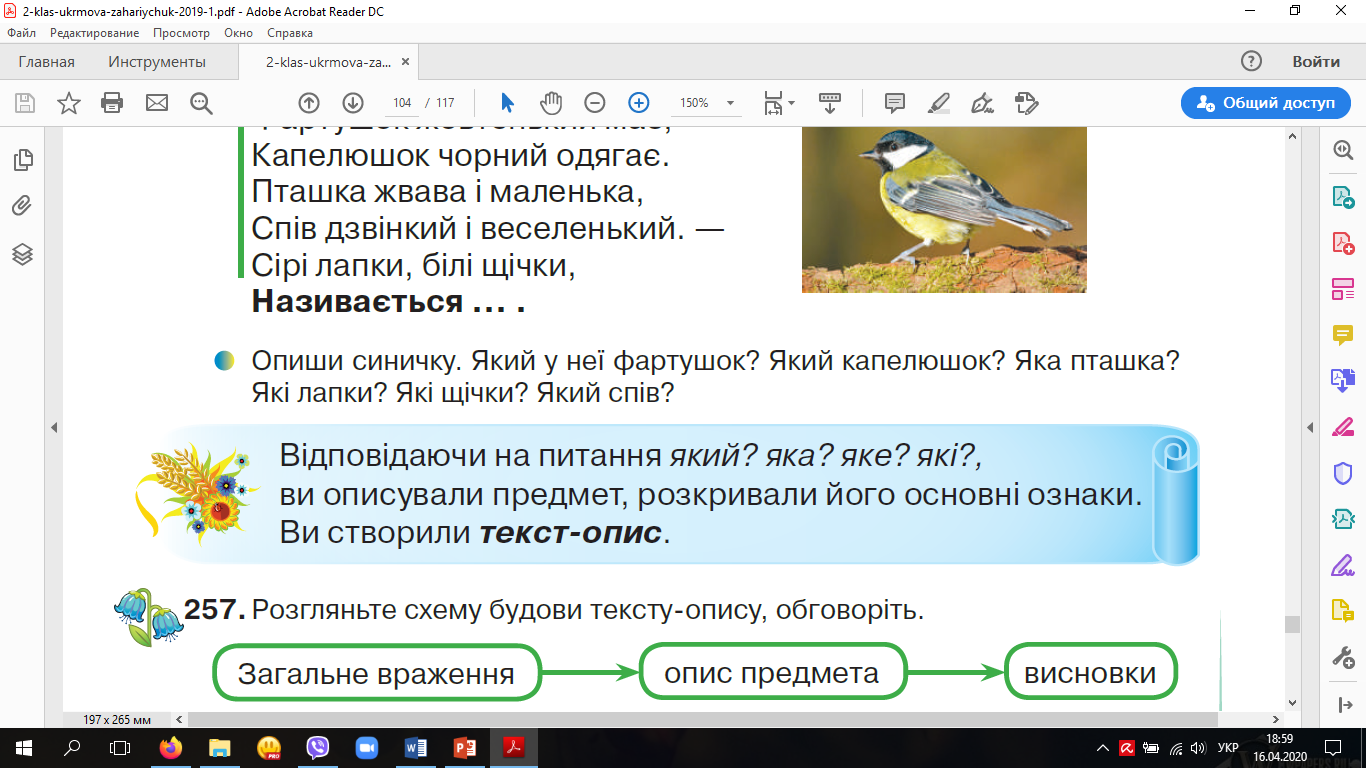 2-klas-ukrmova-zahariychuk-2019-1.pdf - Adobe Acrobat Reader DC
Файл Редактирование Просмотр Окно Справка
Главная Инструменты 2-klas-ukrmova-za... × Войти
104 / 117 150% Общий доступ
Фартушок жовтенький має,
Капелюшок чорний одягає.
Пташка жвава і маленька,
Спів дзвінкий і веселенький. —
Сірі лапки, білі щічки,
Називається ... .
Опиши синичку. Який у неї фартушок? Який капелюшок? Яка пташка?
Які лапки? Які щічки? Який спів?
Відповідаючи на питання який? яка? яке? які?,
ви описували предмет, розкривали його основні ознаки.
Ви створили текст-опис.
257. Розгляньте схему будови тексту-опису, обговоріть.
Загальне враження опис предмета висновки
197 x 265 мм
УКР 18:59
16.04.2020